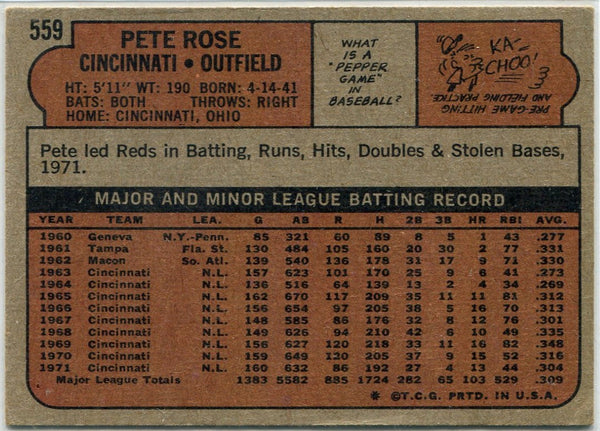 559
PETE ROSE
CINCINNATI • OUTFIELD
HT: 5'11" WT: 190 BORN: 4-14-41
BATS: BOTH THROWS: RIGHT
HOME: CINCINNATI, OHIO
WHAT
IS A
"PEPPER
GAME"
IN
BASEBALL?
KA-
CHOO!
PRE-GAME HITTING
AND FIELDING PRACTICE
Pete led Reds in Batting, Runs, Hits, Doubles & Stolen Bases,
1971.
MAJOR AND MINOR LEAGUE BATTING RECORD
YEAR TEAM LEA. G AB R H 2B 3B HR RBI AVG.
1960 Geneva N.Y.-Penn. 85 321 60 89 8 5 1 43 .277
1961 Tampa Fla. St. 130 484 105 160 20 30 2 77 .331
1962 Macon So. Atl. 139 540 136 178 31 17 9 71 .330
1963 Cincinnati N.L. 157 623 101 170 25 9 6 41 .273
1964 Cincinnati N.L. 136 516 64 139 13 2 4 34 .269
1965 Cincinnati N.L. 162 670 117 209 35 11 11 81 .312
1966 Cincinnati N.L. 156 654 97 205 38 5 16 70 .313
1967 Cincinnati N.L. 148 585 86 176 32 8 12 76 .301
1968 Cincinnati N.L. 149 626 94 210 42 6 10 49 .335
1969 Cincinnati N.L. 156 627 120 218 33 11 16 82 .348
1970 Cincinnati N.L. 159 649 120 205 37 9 15 52 .316
1971 Cincinnati N.L. 160 632 86 192 27 4 13 44 .304
Major League Totals 1383 5582 885 1724 282 65 103 529 .309
* ©T.C.G. PRTD. IN U.S.A.